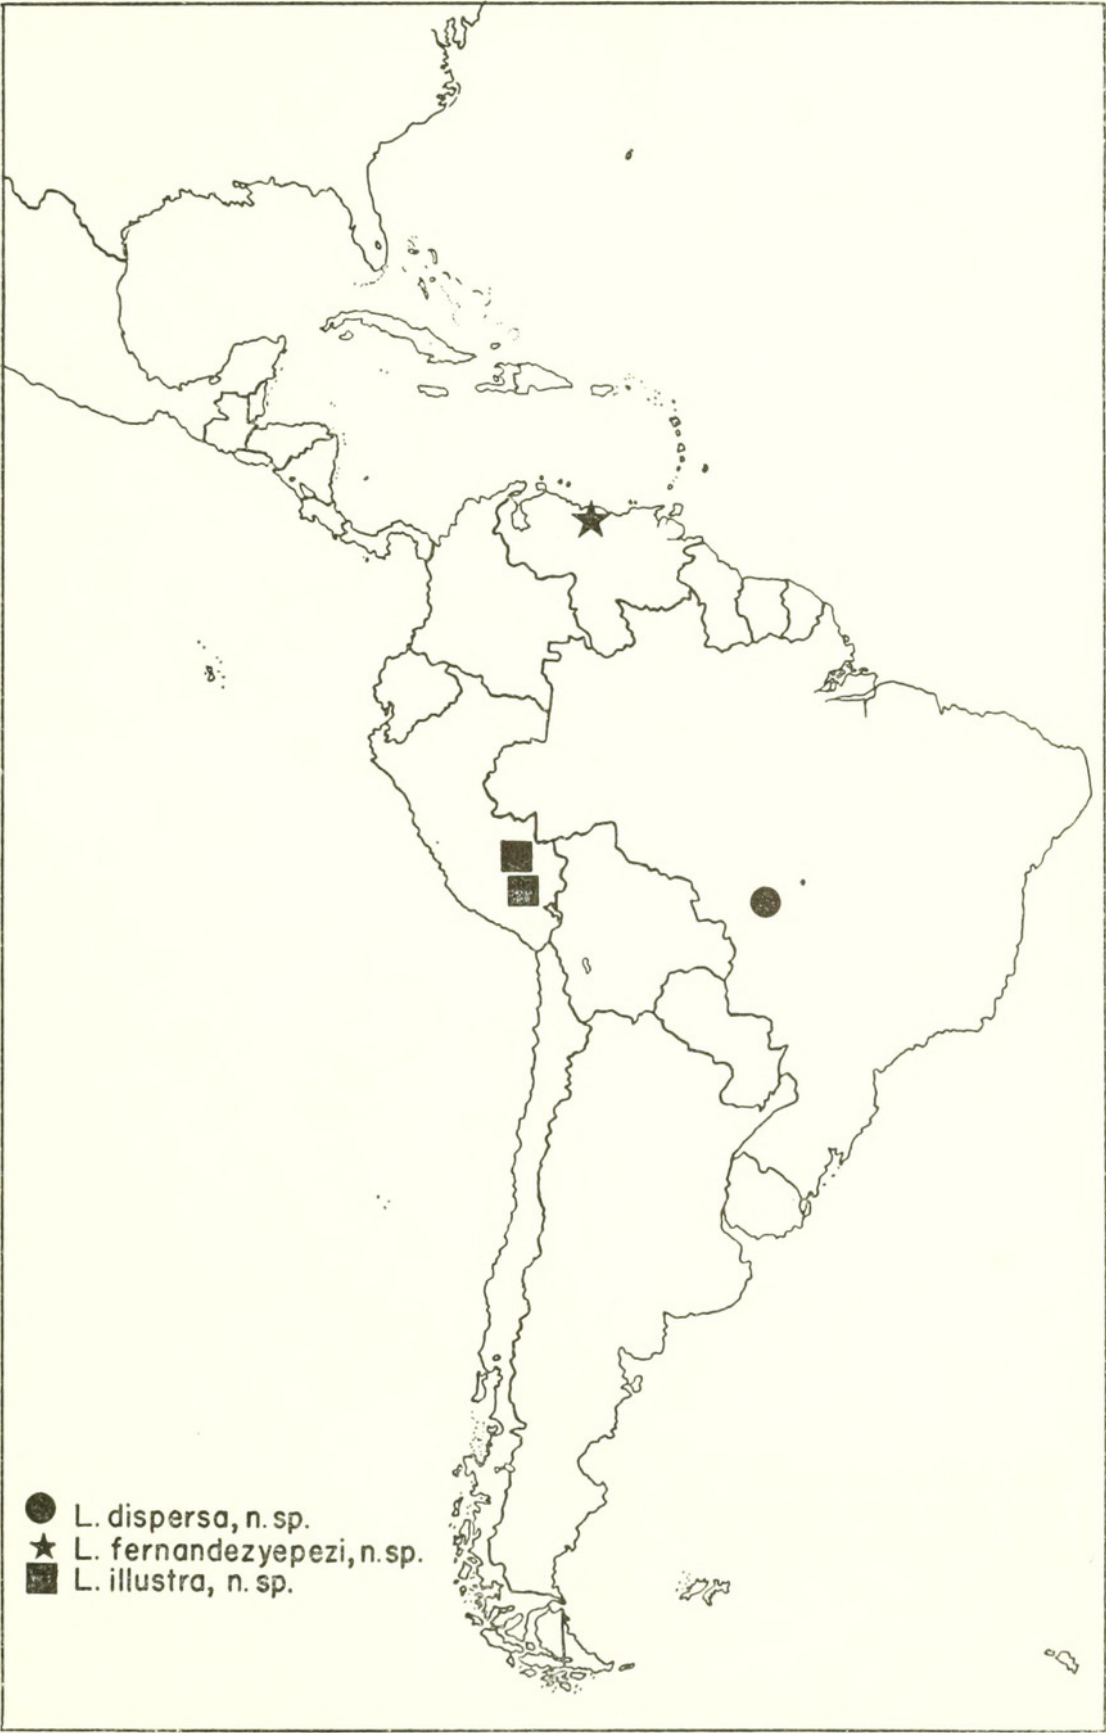 L. dispersa, n. sp.
L. fernandezyepezi, n. sp.
L. illustra, n. sp.